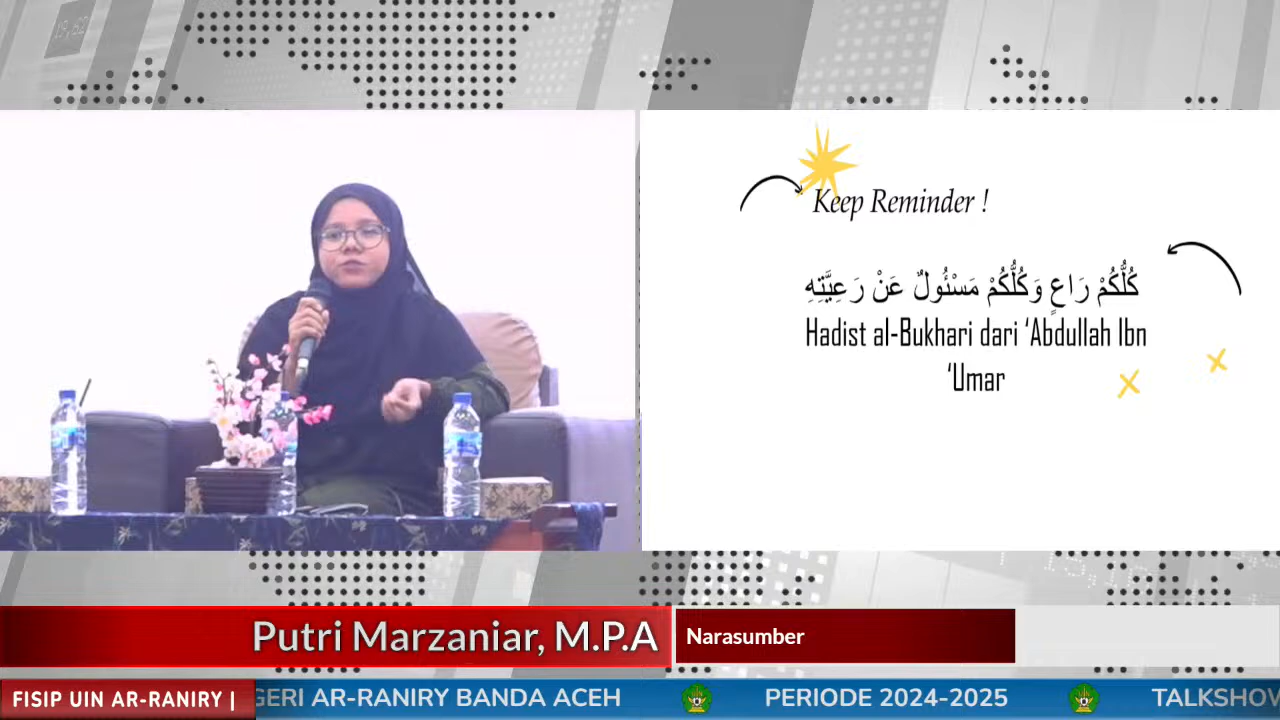 Keep Reminder !
كُلُّكُمْ رَاعٍ وَكُلُّكُمْ مَسْئُولٌ عَنْ رَعِيَّتِهِ
Hadist al-Bukhari dari ‘Abdullah Ibn
‘Umar
Putri Marzaniar, M.P.A
Narasumber
FISIP UIN AR-RANIRY |
GERI AR-RANIRY BANDA ACEH
PERIODE 2024-2025
TALKSHOW